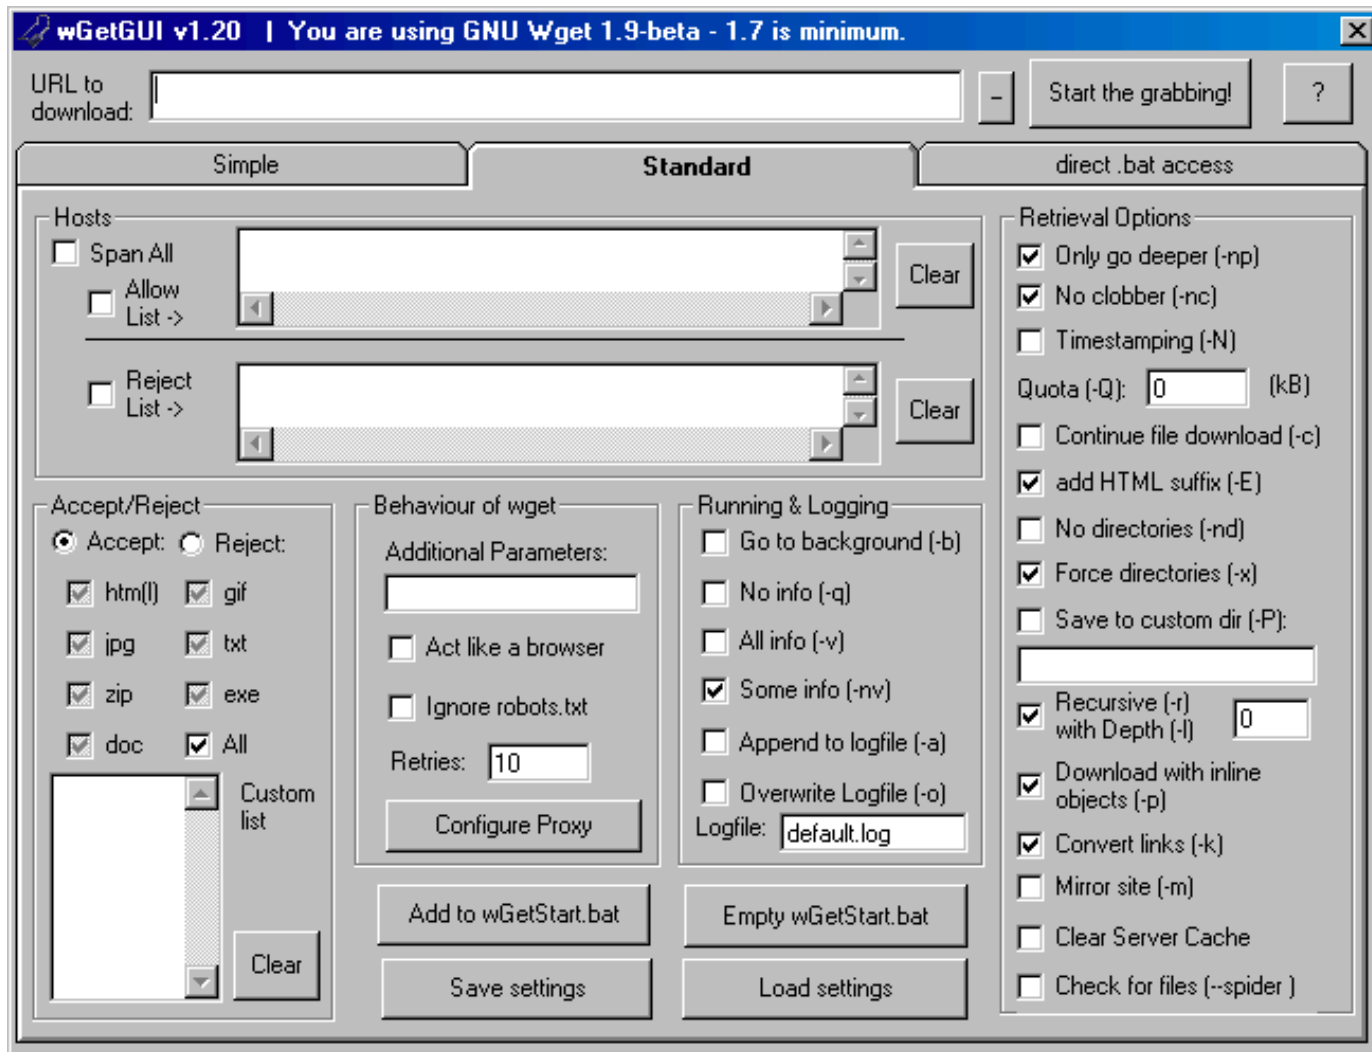 wGetGUI v1.20 | You are using GNU Wget 1.9-beta - 1.7 is minimum.
URL to
download:
-
Start the grabbing!
?
Simple
Standard
direct .bat access
Hosts
Span All
Allow
List ->
Clear
Reject
List ->
Clear
Accept/Reject
Accept: Reject:
htm(l) gif
jpg txt
zip exe
doc All
Custom
list
Clear
Behaviour of wget
Additional Parameters:
Act like a browser
Ignore robots.txt
Retries: 10
Configure Proxy
Running & Logging
Go to background (-b)
No info (-q)
All info (-v)
Some info (-nv)
Append to logfile (-a)
Overwrite Logfile (-o)
Logfile: default.log
Add to wGetStart.bat
Empty wGetStart.bat
Save settings
Load settings
Retrieval Options
Only go deeper (-np)
No clobber (-nc)
Timestamping (-N)
Quota (-Q): 0 (kB)
Continue file download (-c)
add HTML suffix (-E)
No directories (-nd)
Force directories (-x)
Save to custom dir (-P):
Recursive (-r)
with Depth (-l) 0
Download with inline
objects (-p)
Convert links (-k)
Mirror site (-m)
Clear Server Cache
Check for files (--spider )